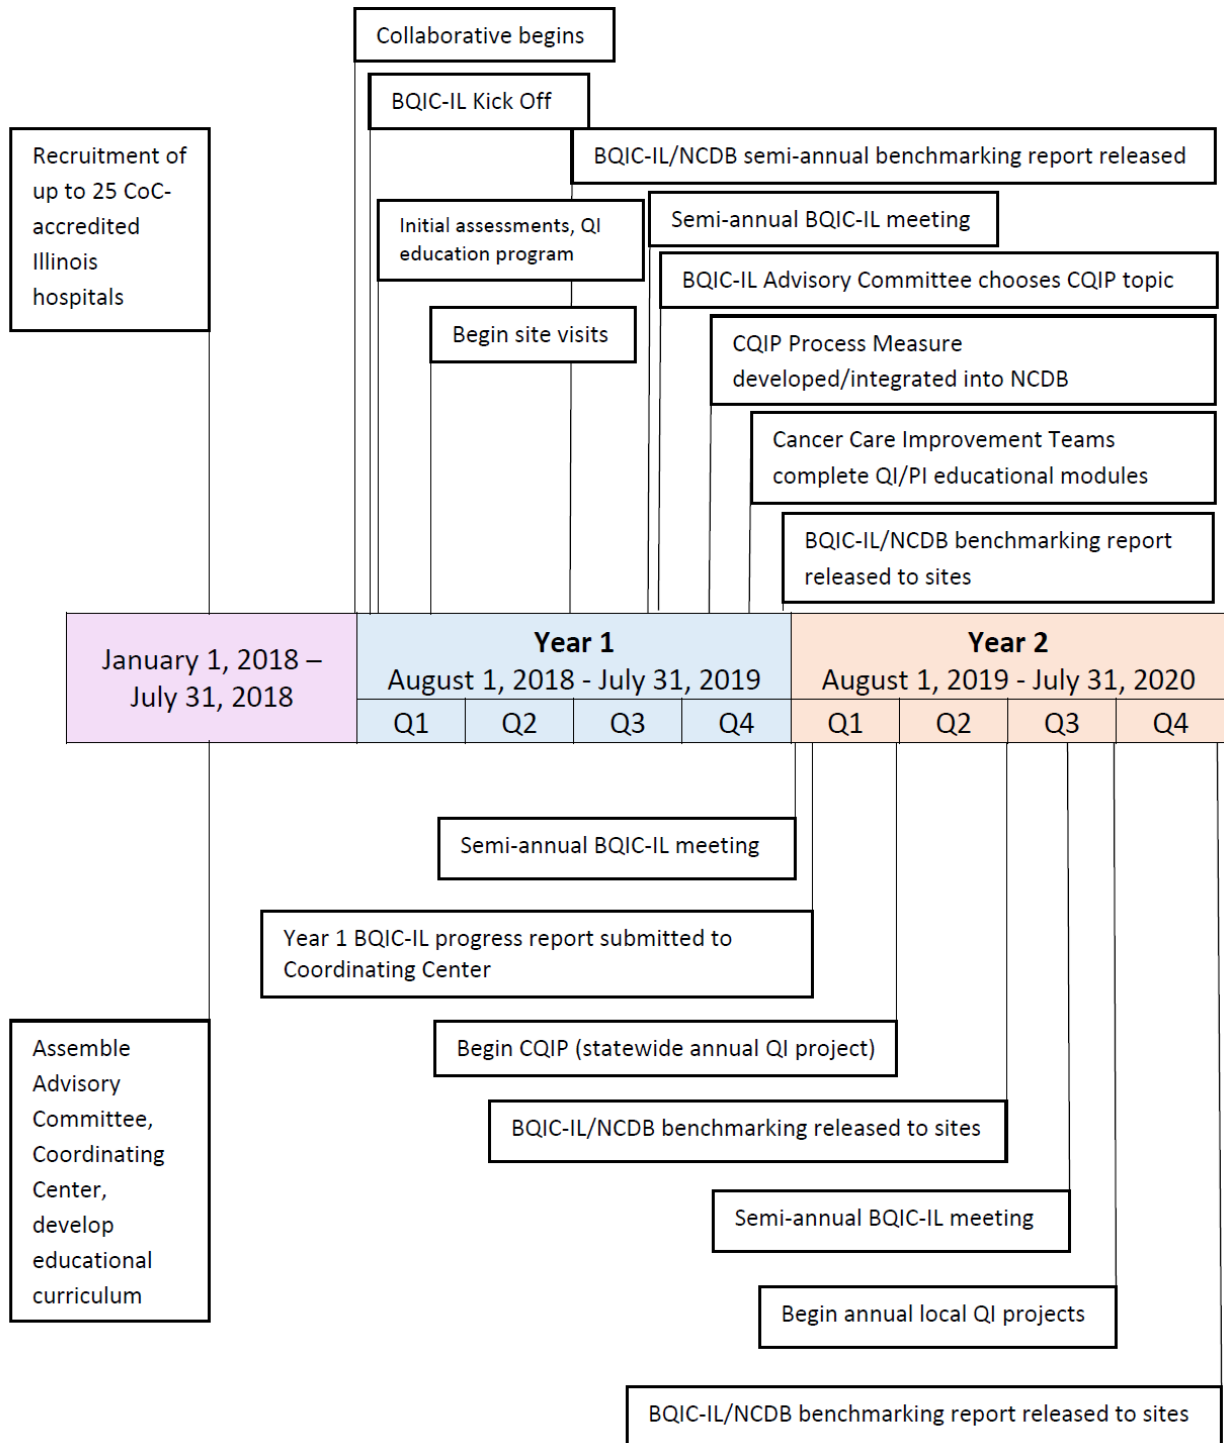 Collaborative begins
BQIC-IL Kick Off
Recruitment of
up to 25 CoC-
accredited
Illinois
hospitals
BQIC-IL/NCDB semi-annual benchmarking report released
Initial assessments, QI
education program
Semi-annual BQIC-IL meeting
BQIC-IL Advisory Committee chooses CQIP topic
Begin site visits
CQIP Process Measure
developed/integrated into NCDB
Cancer Care Improvement Teams
complete QI/PI educational modules
BQIC-IL/NCDB benchmarking report
released to sites
January 1, 2018 –
July 31, 2018
Year 1
August 1, 2018 - July 31, 2019
Q1 Q2 Q3 Q4
Year 2
August 1, 2019 - July 31, 2020
Q1 Q2 Q3 Q4
Semi-annual BQIC-IL meeting
Year 1 BQIC-IL progress report submitted to
Coordinating Center
Assemble
Advisory
Committee,
Coordinating
Center,
develop
educational
curriculum
Begin CQIP (statewide annual QI project)
BQIC-IL/NCDB benchmarking released to sites
Semi-annual BQIC-IL meeting
Begin annual local QI projects
BQIC-IL/NCDB benchmarking report released to sites